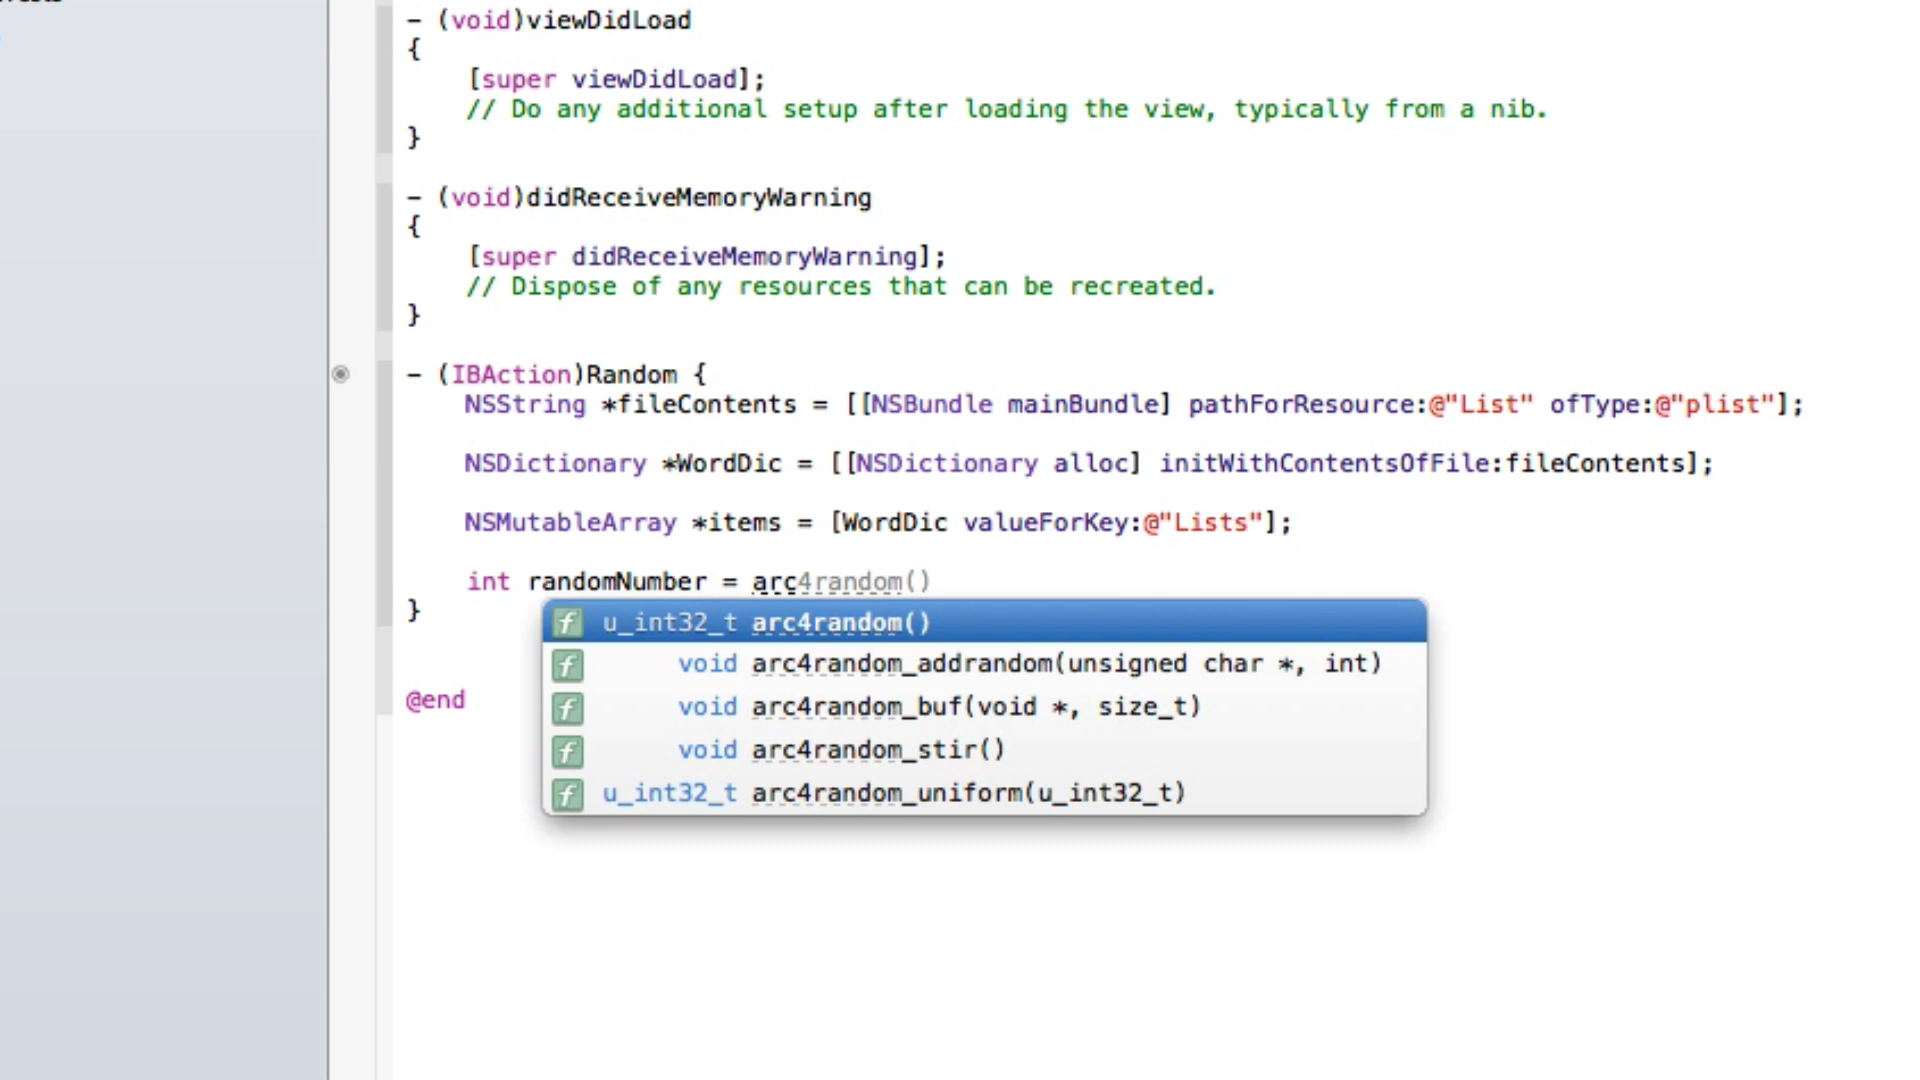 - (void)viewDidLoad
{
[super viewDidLoad];
// Do any additional setup after loading the view, typically from a nib.
}
- (void)didReceiveMemoryWarning
{
[super didReceiveMemoryWarning];
// Dispose of any resources that can be recreated.
}
- (IBAction)Random {
NSString *fileContents = [[NSBundle mainBundle] pathForResource:@"List" ofType:@"plist"];
NSDictionary *WordDic = [[NSDictionary alloc] initWithContentsOfFile:fileContents];
NSMutableArray *items = [WordDic valueForKey:@"Lists"];
int randomNumber = arc4random()
}
f u_int32_t arc4random()
f void arc4random_addrandom(unsigned char *, int)
f void arc4random_buf(void *, size_t)
f void arc4random_stir()
f u_int32_t arc4random_uniform(u_int32_t)
@end